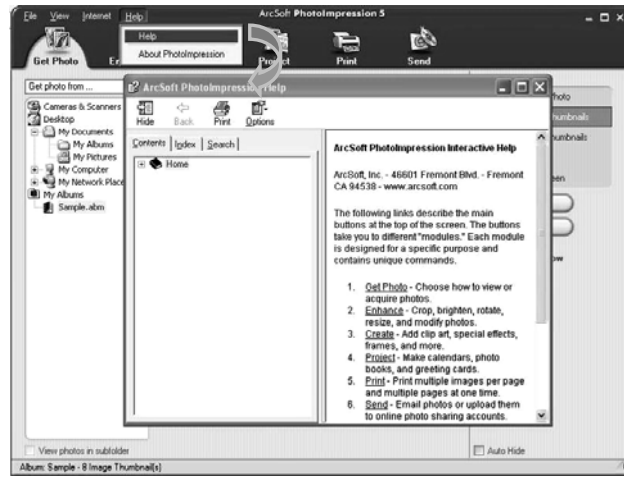 File View Internet Help
ArcSoft PhotoImpression 5
Help
About PhotoImpression
Get Photo
Print
Send
Get photo from ...
Cameras & Scanners
Desktop
My Documents
My Albums
My Pictures
My Computer
My Network Place
My Albums
Sample.abm
ArcSoft PhotoImpression Help
Hide Back Print Options
Contents Index Search
Home
ArcSoft PhotoImpression Interactive Help
ArcSoft, Inc. - 46601 Fremont Blvd. - Fremont
CA 94538 - www.arcsoft.com
The following links describe the main
buttons at the top of the screen. The buttons
take you to different "modules." Each module
is designed for a specific purpose and
contains unique commands.
1. Get Photo - Choose how to view or
acquire photos.
2. Enhance - Crop, brighten, rotate,
resize, and modify photos.
3. Create - Add clip art, special effects,
frames, and more.
4. Project - Make calendars, photo
books, and greeting cards.
5. Print - Print multiple images per page
and multiple pages at one time.
6. Send - Email photos or upload them
to online photo sharing accounts.
View photos in subfolder
Auto Hide
Album: Sample - 8 Image Thumbnail(s)